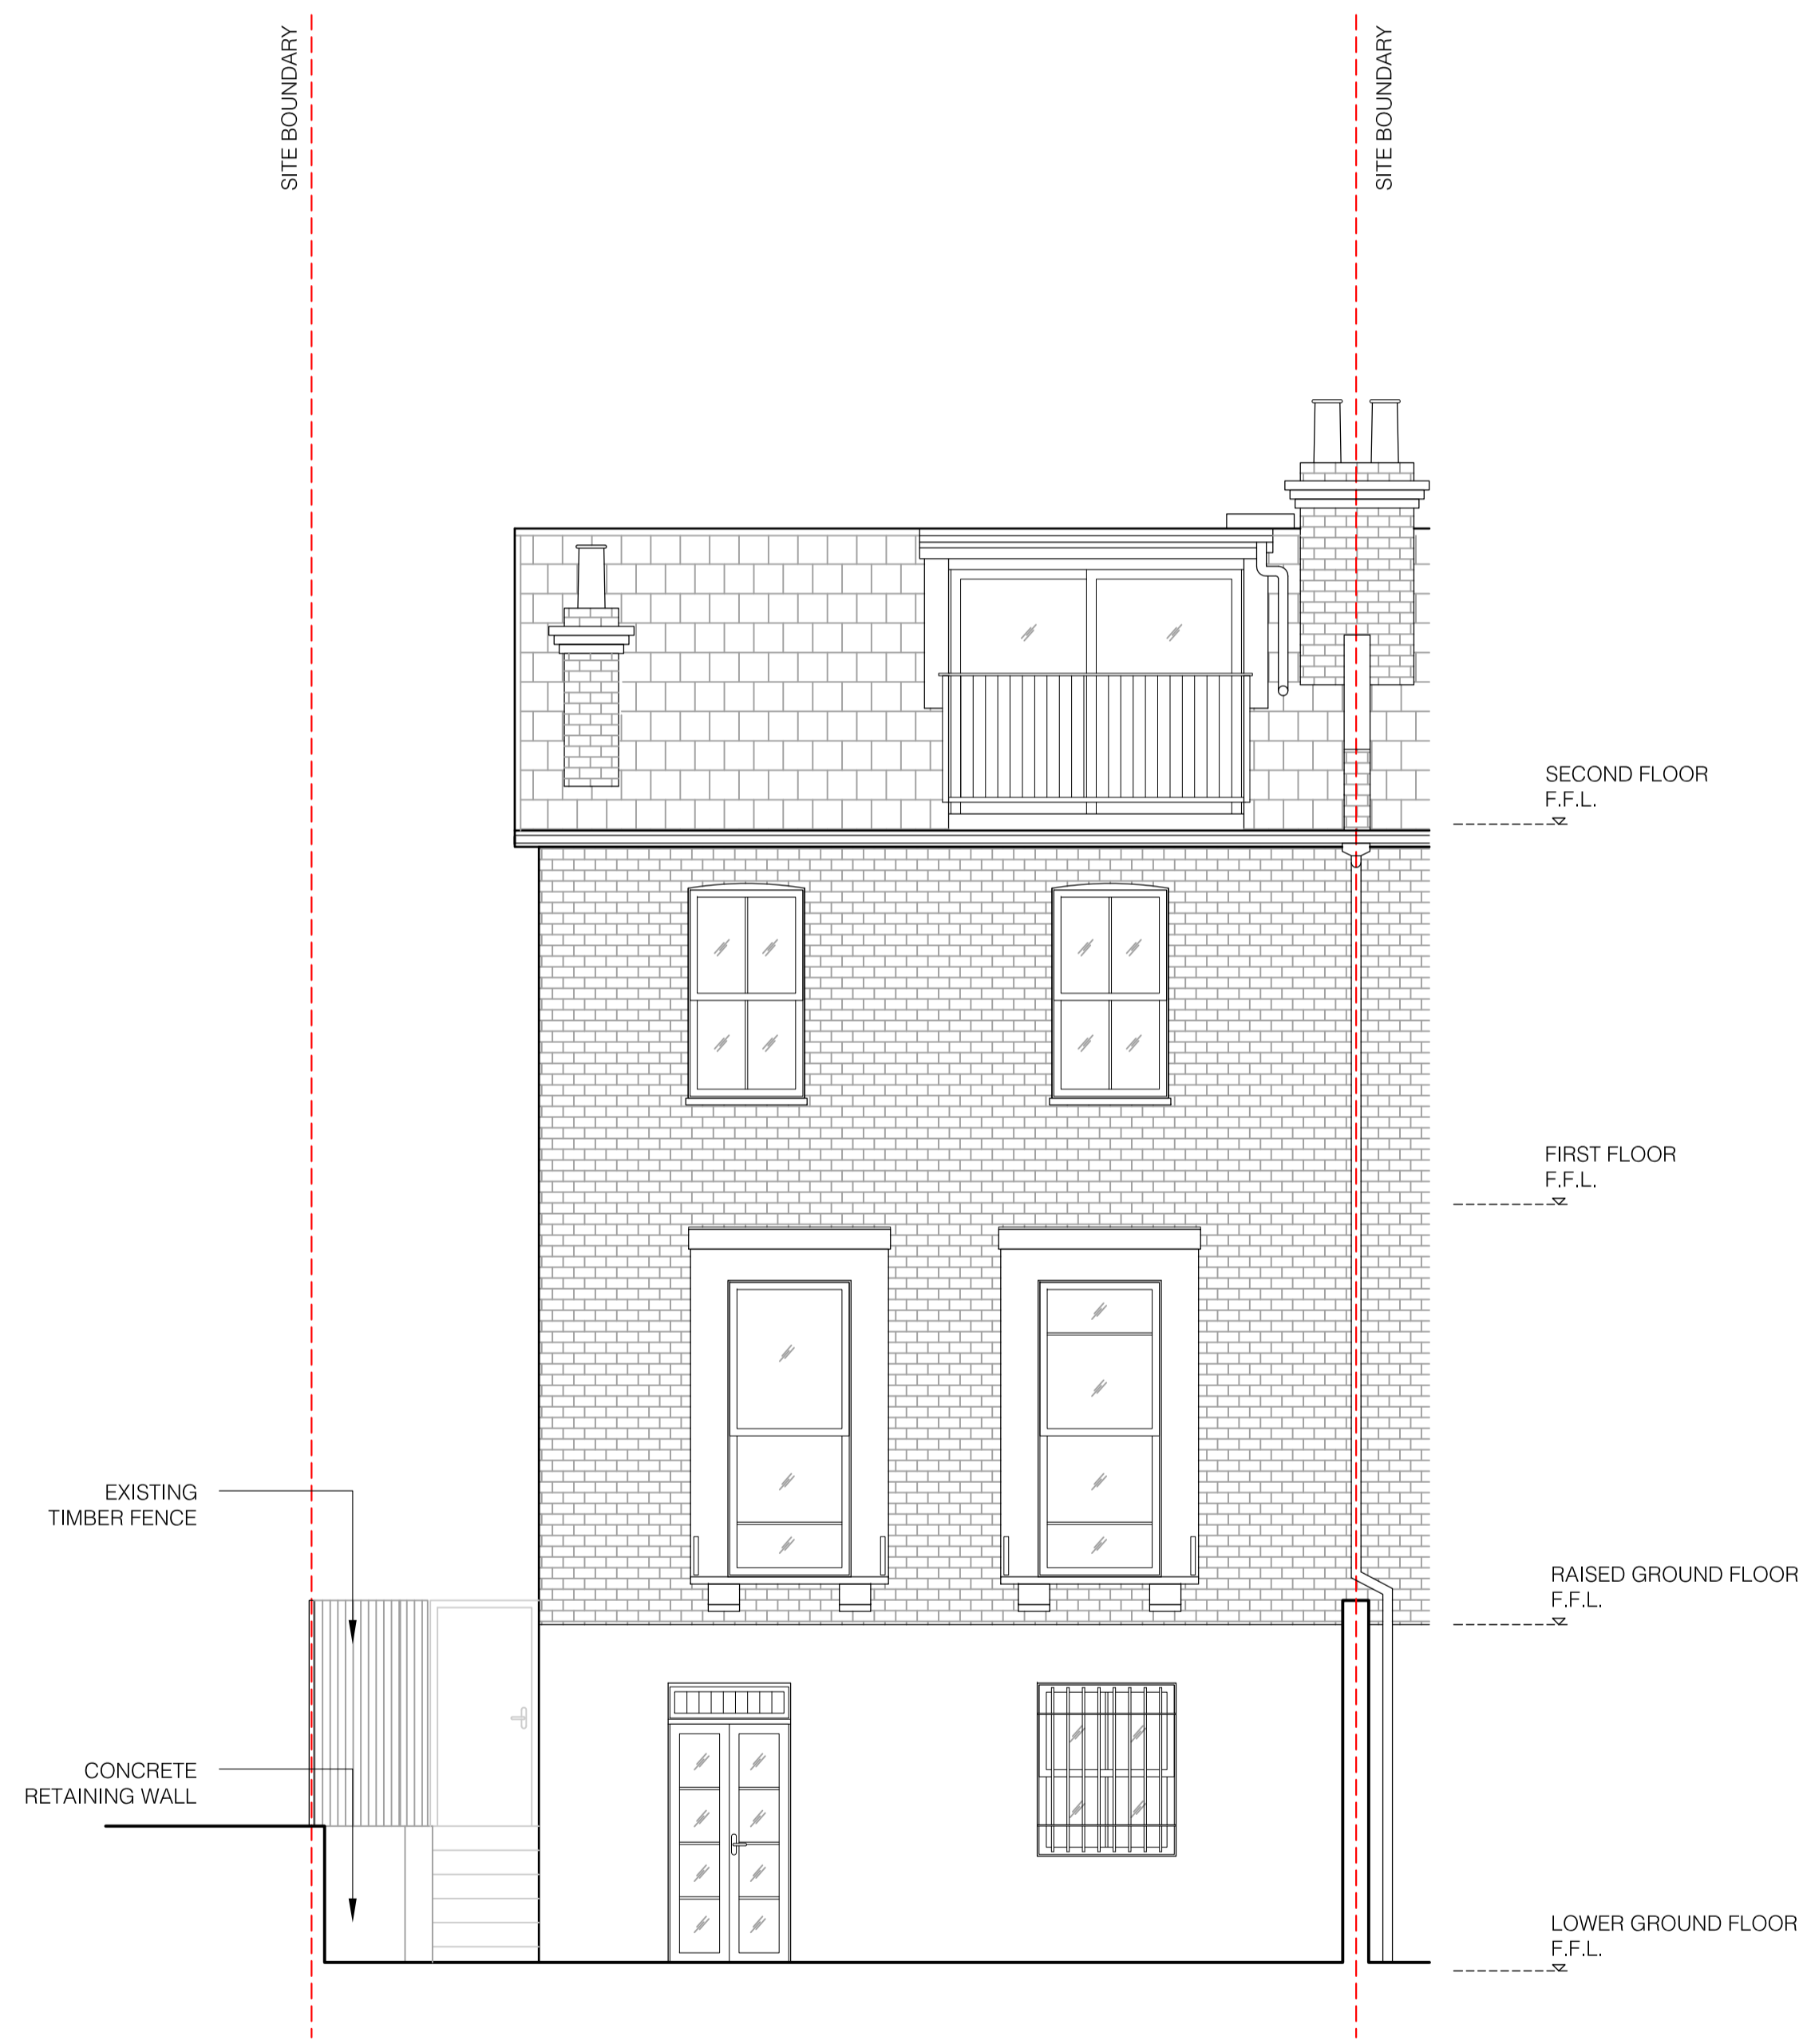 SITE BOUNDARY
SITE BOUNDARY
SECOND FLOOR
F.F.L.
FIRST FLOOR
F.F.L.
EXISTING
TIMBER FENCE
RAISED GROUND FLOOR
F.F.L.
CONCRETE
RETAINING WALL
LOWER GROUND FLOOR
F.F.L.